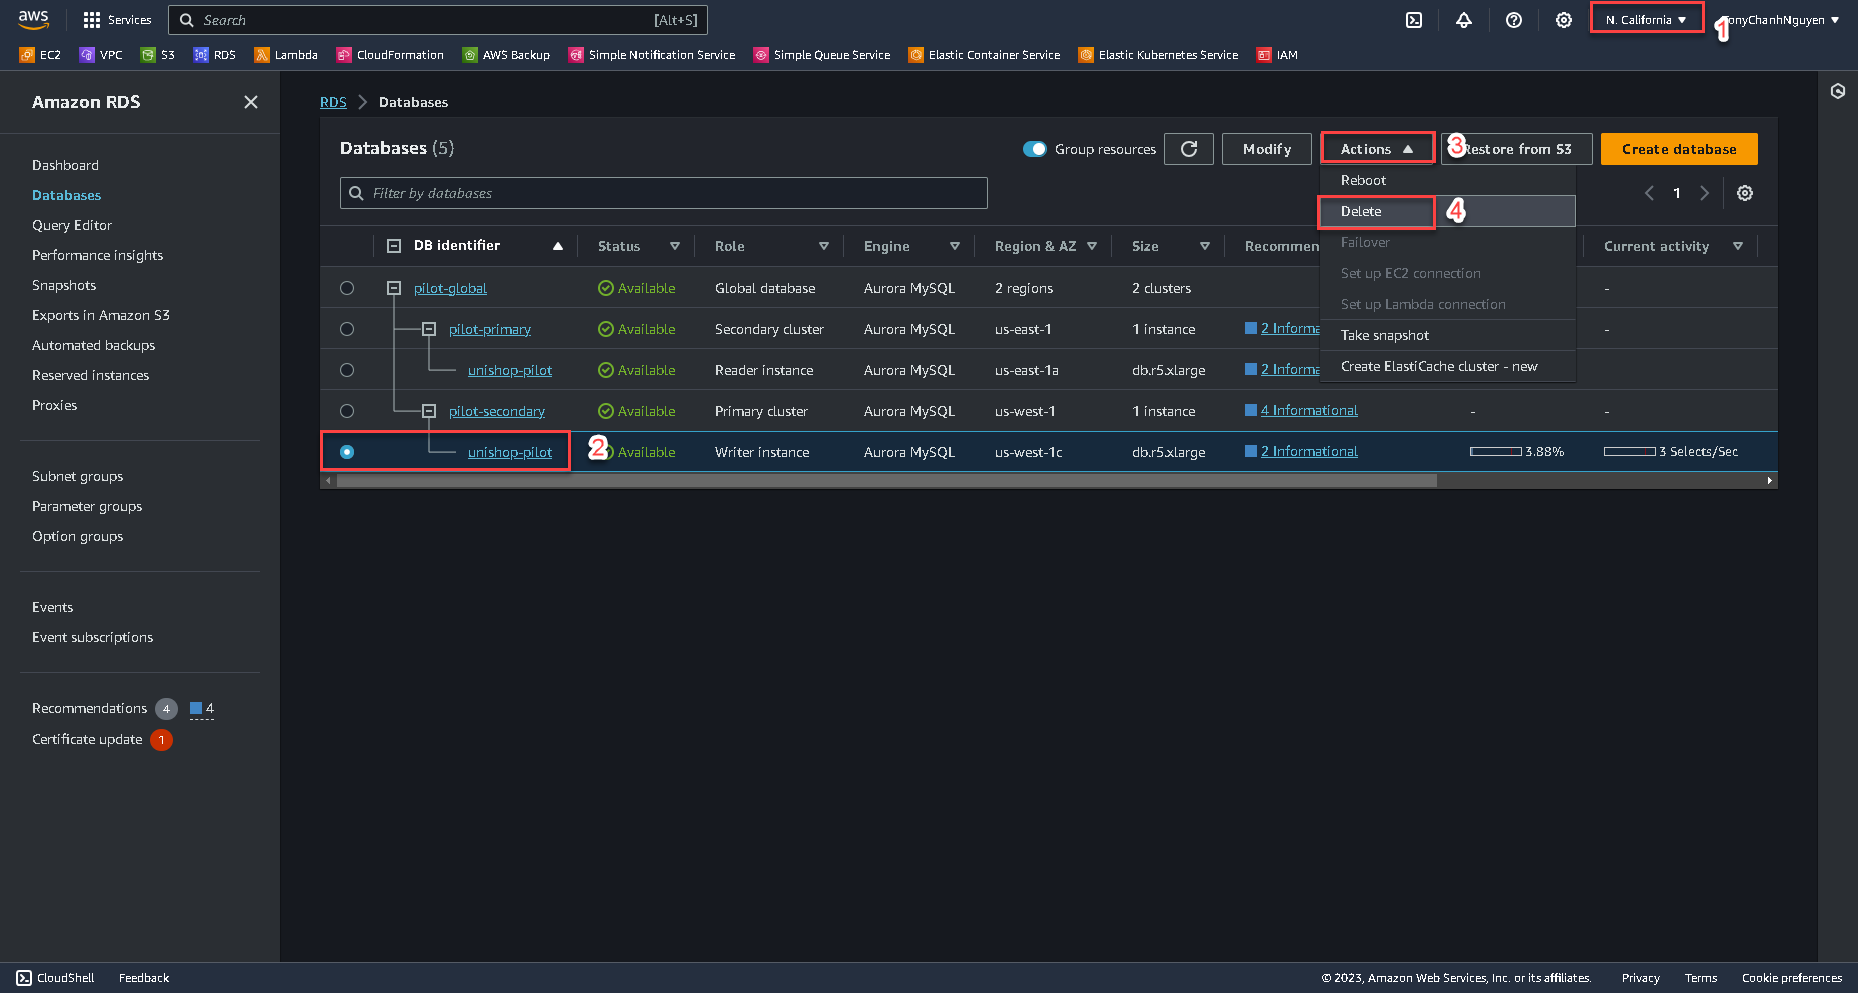 aws Services Search [Alt+S] N. California 1 TonyChanhNguyen
EC2 VPC S3 RDS Lambda CloudFormation AWS Backup Simple Notification Service Simple Queue Service Elastic Container Service Elastic Kubernetes Service IAM
Amazon RDS
Dashboard
Databases
Query Editor
Performance insights
Snapshots
Exports in Amazon S3
Automated backups
Reserved instances
Proxies
Subnet groups
Parameter groups
Option groups
Events
Event subscriptions
Recommendations 4 4
Certificate update 1
RDS > Databases
Databases (5) Group resources Modify Actions 3 Restore from S3 Create database
Filter by databases 1
Reboot
Delete 4
Failover
Set up EC2 connection
Set up Lambda connection
Take snapshot
Create ElastiCache cluster - new
DB identifier Status Role Engine Region & AZ Size Recommen Current activity
pilot-global Available Global database Aurora MySQL 2 regions 2 clusters -
pilot-primary Available Secondary cluster Aurora MySQL us-east-1 1 instance 2 Informa -
unishop-pilot Available Reader instance Aurora MySQL us-east-1a db.r5.xlarge 2 Informa
pilot-secondary Available Primary cluster Aurora MySQL us-west-1 1 instance 4 Informational - -
unishop-pilot 2 Available Writer instance Aurora MySQL us-west-1c db.r5.xlarge 2 Informational 3.88% 3 Selects/Sec
CloudShell Feedback © 2023, Amazon Web Services, Inc. or its affiliates. Privacy Terms Cookie preferences